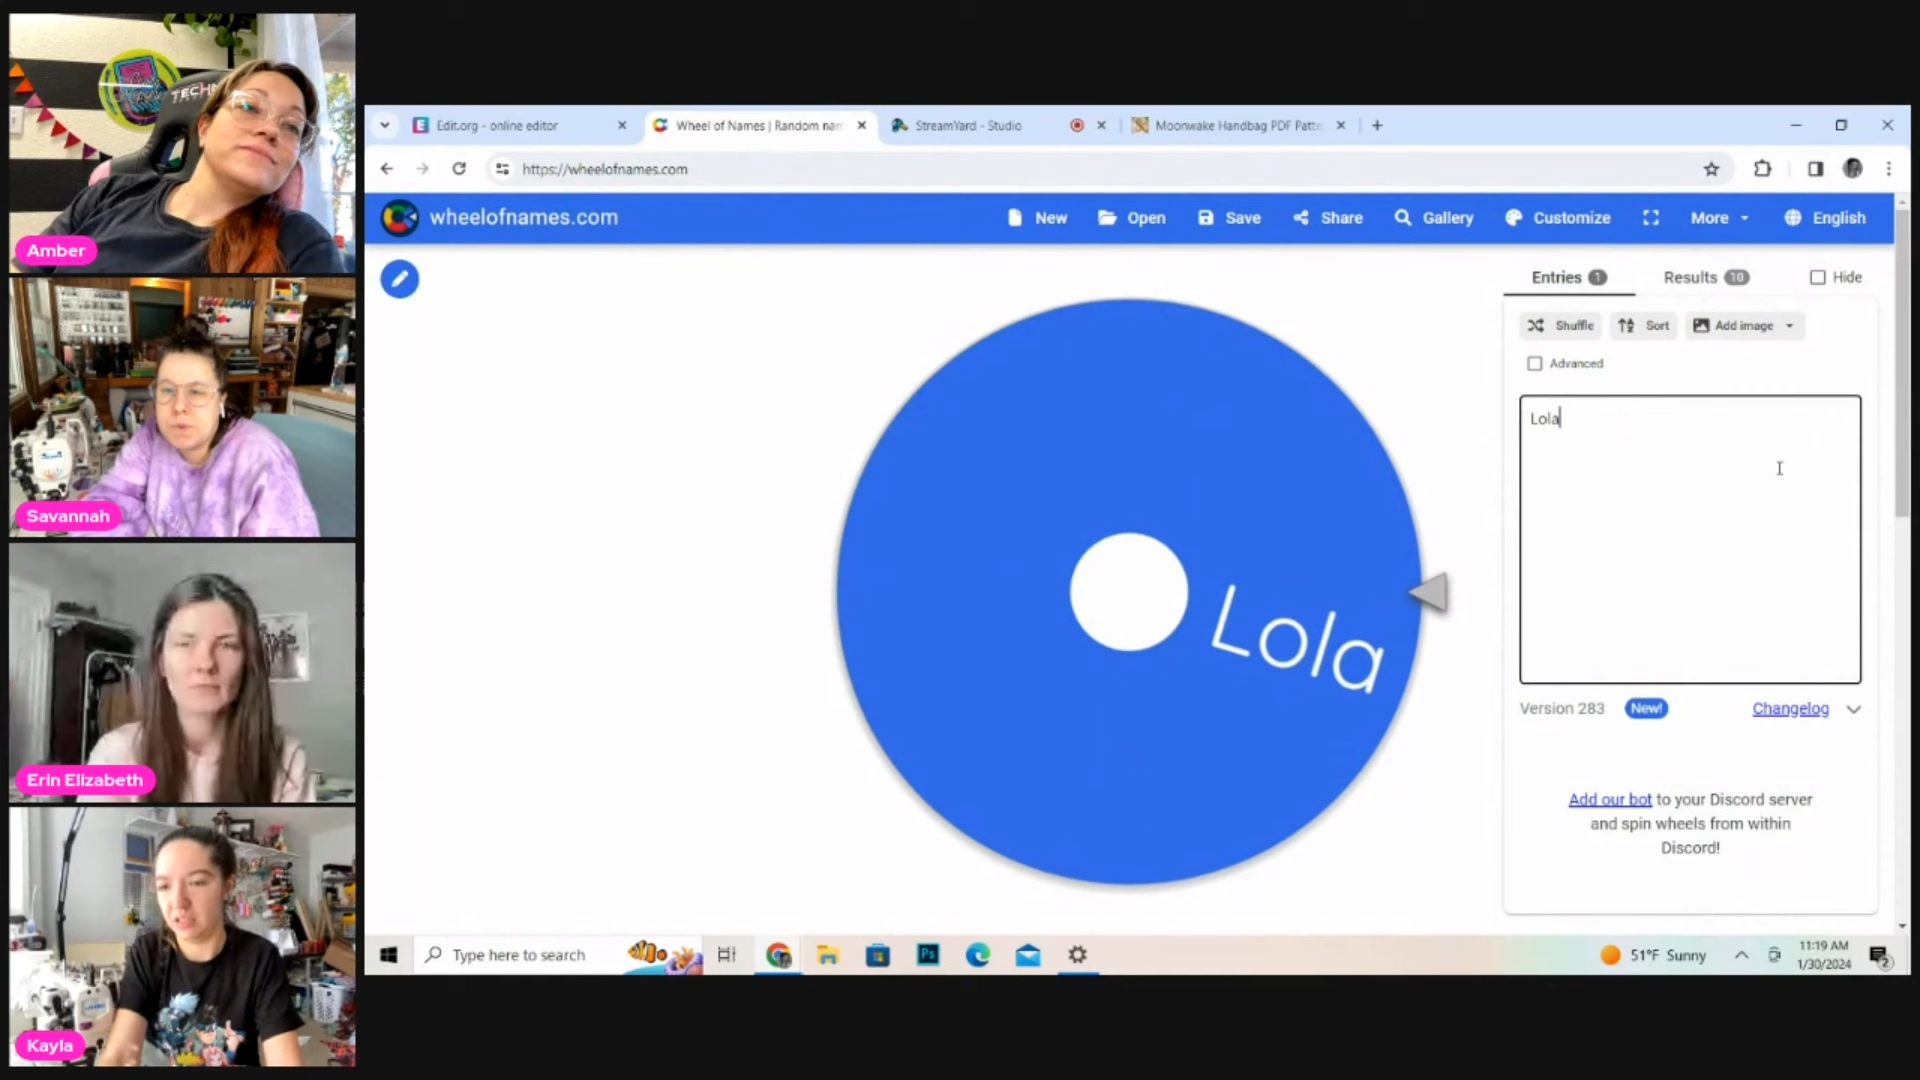 TECHN
Amber
Savannah
Erin Elizabeth
Kayla
Edit.org - online editor
Wheel of Names | Random nam
StreamYard - Studio
Moonwake Handbag PDF Patte
https://wheelofnames.com
wheelofnames.com
New
Open
Save
Share
Gallery
Customize
More
English
Entries 1
Results 10
Hide
Shuffle
Sort
Add image
Advanced
Lola
Lola
Version 283
New!
Changelog
Add our bot to your Discord server
and spin wheels from within
Discord!
Type here to search
Ps
51°F Sunny
11:19 AM
1/30/2024
2